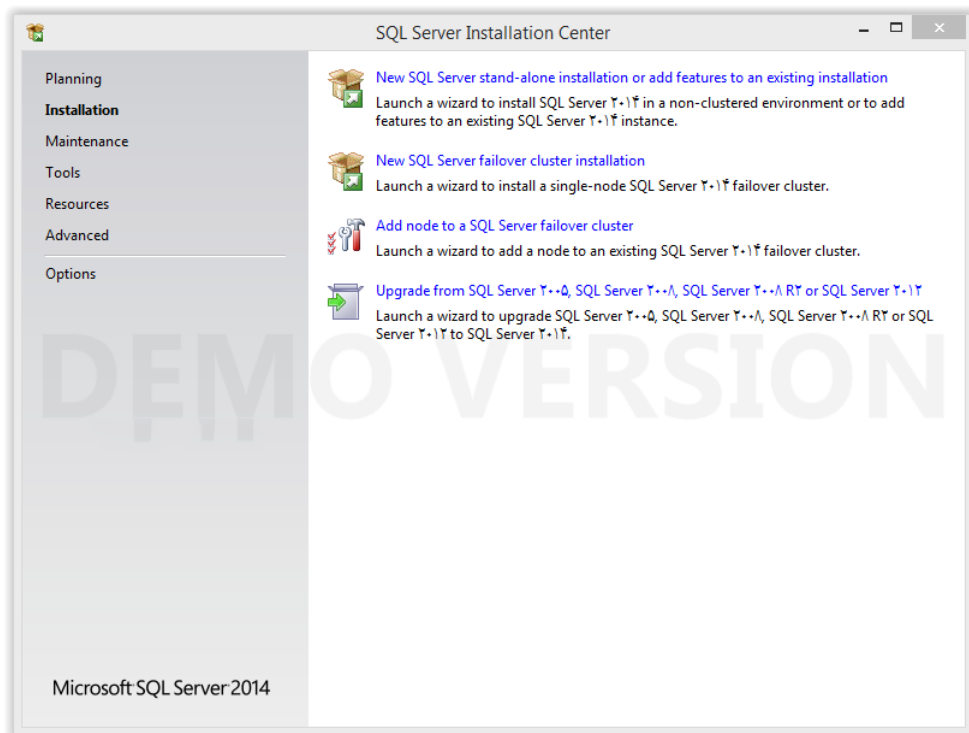 SQL Server Installation Center
Planning
Installation
Maintenance
Tools
Resources
Advanced
Options
New SQL Server stand-alone installation or add features to an existing installation
Launch a wizard to install SQL Server ۲۰۱۴ in a non-clustered environment or to add
features to an existing SQL Server ۲۰۱۴ instance.
New SQL Server failover cluster installation
Launch a wizard to install a single-node SQL Server ۲۰۱۴ failover cluster.
Add node to a SQL Server failover cluster
Launch a wizard to add a node to an existing SQL Server ۲۰۱۴ failover cluster.
Upgrade from SQL Server ۲۰۰۵, SQL Server ۲۰۰۸, SQL Server ۲۰۰۸ R۲ or SQL Server ۲۰۱۲
Launch a wizard to upgrade SQL Server ۲۰۰۵, SQL Server ۲۰۰۸, SQL Server ۲۰۰۸ R۲ or SQL
Server ۲۰۱۲ to SQL Server ۲۰۱۴.
DEMO VERSION
Microsoft SQL Server 2014